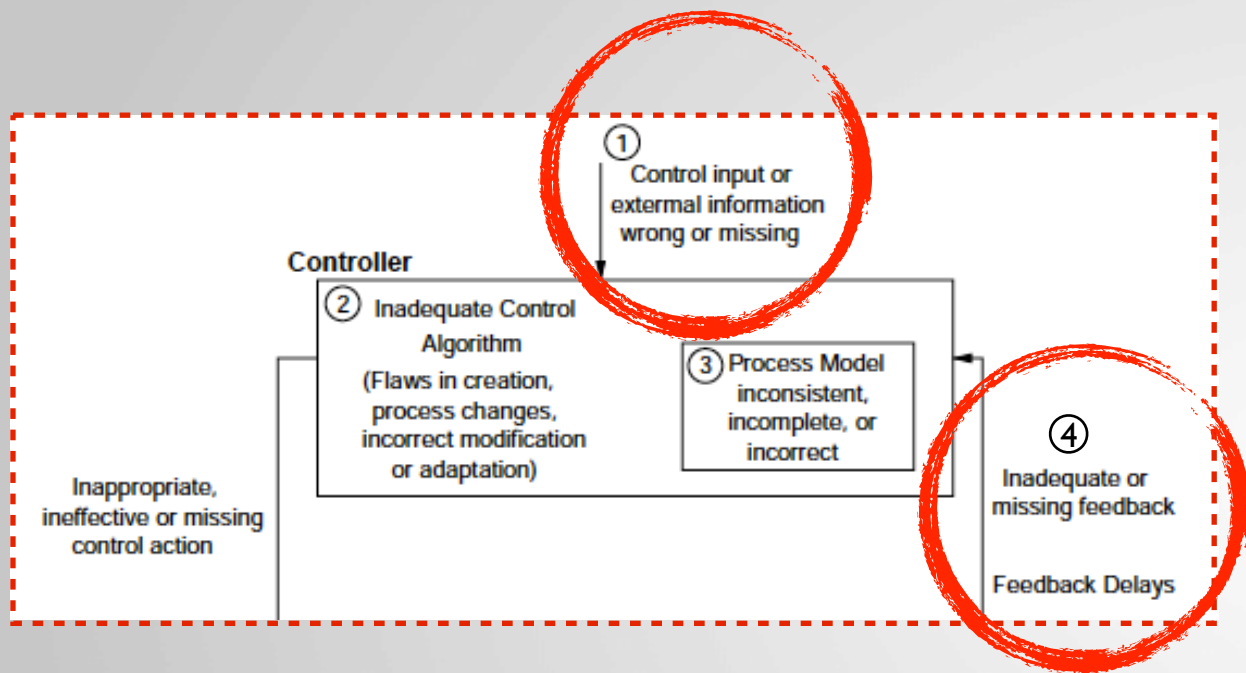 ①
Control input or
extermal information
wrong or missing
Controller
② Inadequate Control
Algorithm
(Flaws in creation,
process changes,
incorrect modification
or adaptation)
③ Process Model
inconsistent,
incomplete, or
incorrect
④
Inadequate or
missing feedback
Feedback Delays
Inappropriate,
ineffective or missing
control action